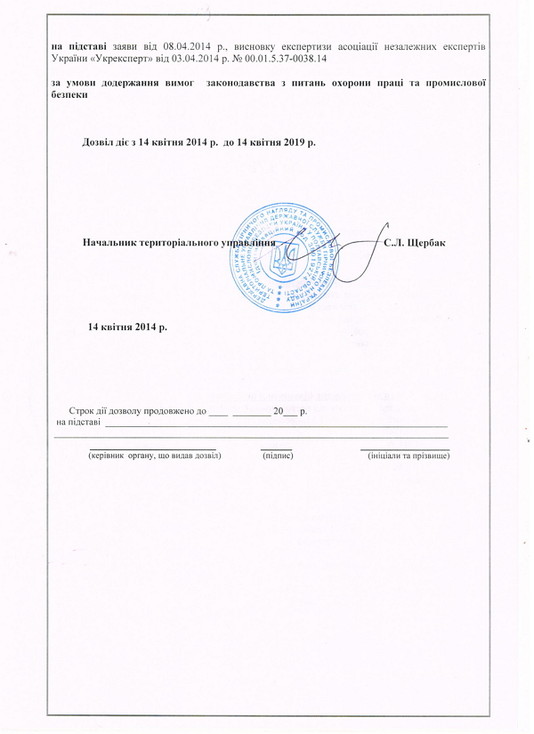 на підставі заяви від 08.04.2014 р., висновку експертизи асоціації незалежних експертів
України «Укрексперт» від 03.04.2014 р. № 00.01.5.37-0038.14
за умови додержання вимог законодавства з питань охорони праці та промислової
безпеки
Дозвіл діє з 14 квітня 2014 р. до 14 квітня 2019 р.
Начальник територіального управління С.Л. Щербак
14 квітня 2014 р.
Строк дії дозволу продовжено до ____ ________ 20___ р.
на підставі
(керівник органу, що видав дозвіл) (підпис) (ініціали та прізвище)